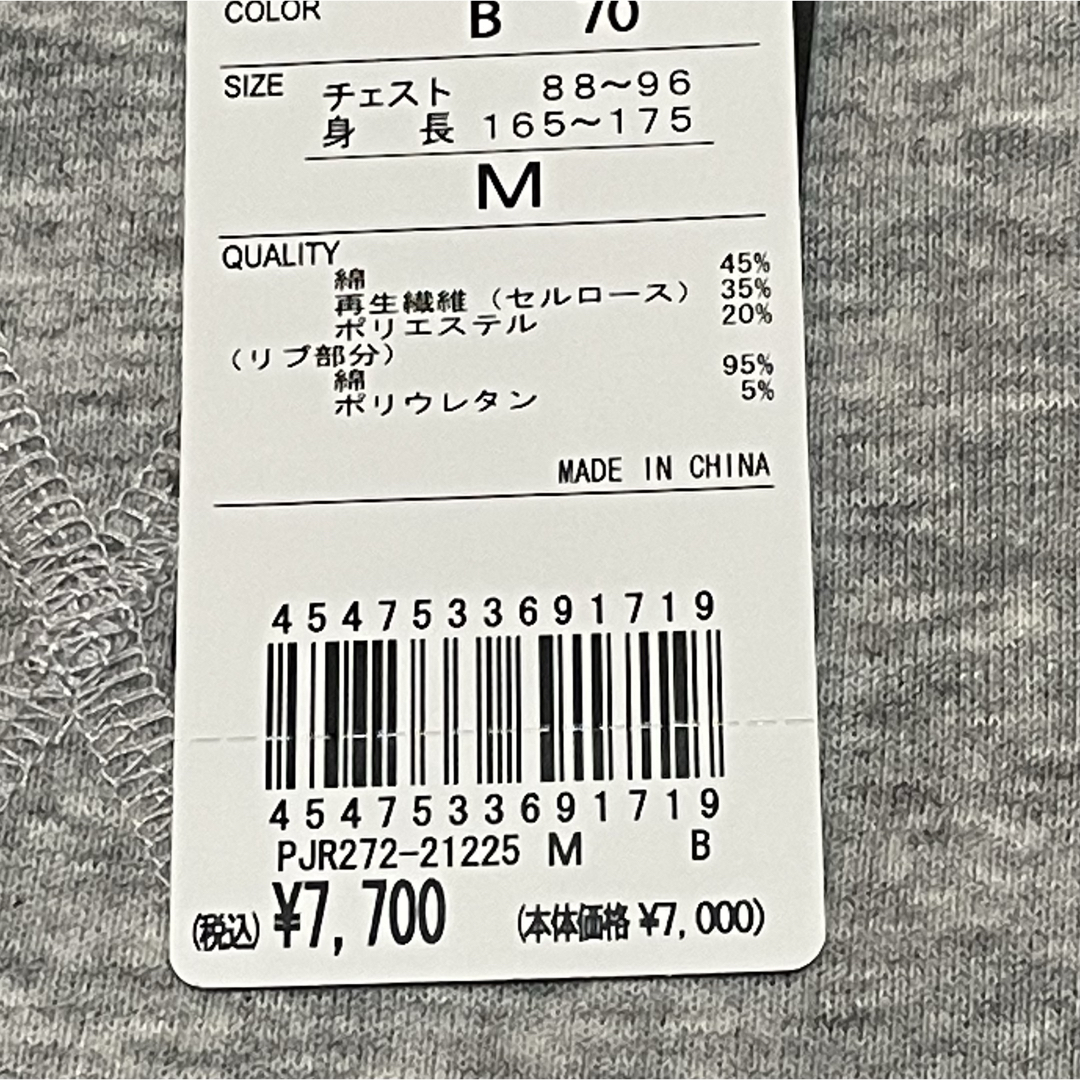 COLOR B 70
SIZE チェスト 88〜96
身長 165〜175
M
QUALITY
綿 45%
再生繊維（セルロース） 35%
ポリエステル 20%
（リブ部分）
綿 95%
ポリウレタン 5%
MADE IN CHINA
4547533691719
4547533691719
PJR272-21225 M B
(税込) ¥7,700 (本体価格 ¥7,000)